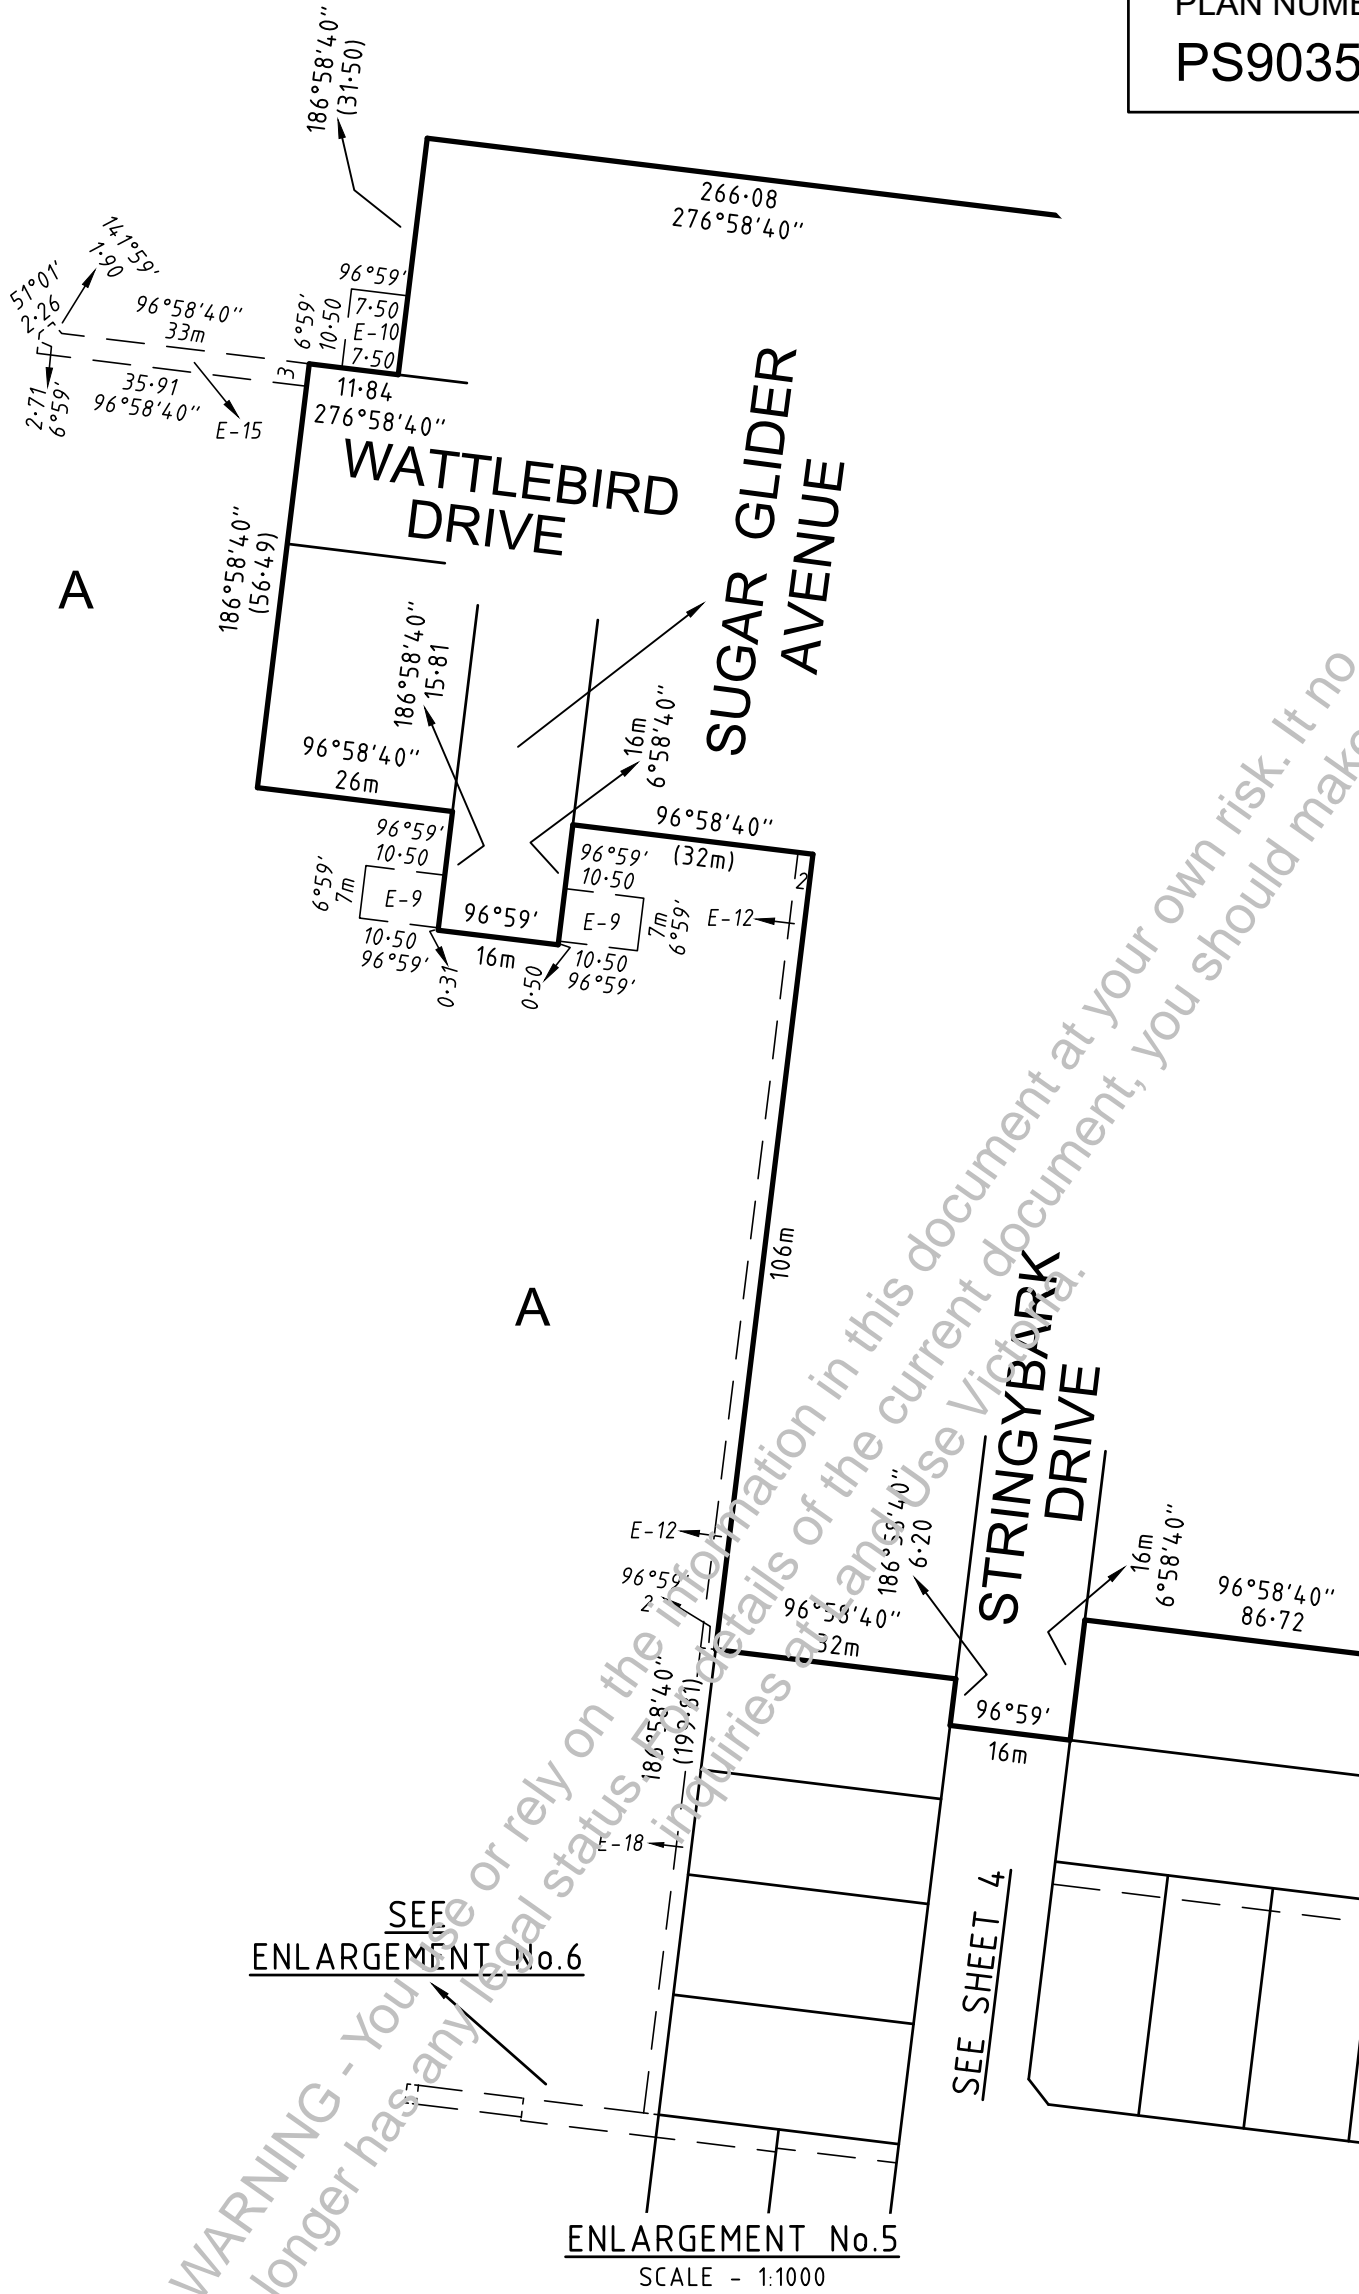 PLAN NUMB
PS9035
186°58'40"
(31·50)
266·08
276°58'40"
141°59'
1·90
51°01'
2·26
96°58'40"
33m
6°59'
10·50
96°59'
7·50
E-10
7·50
3
11·84
276°58'40"
35·91
96°58'40"
E-15
2·71
6°59'
WATTLEBIRD
DRIVE
SUGAR GLIDER
AVENUE
186°58'40"
(56·49)
A
186°58'40"
15·81
16m
6°58'40"
96°58'40"
26m
96°58'40"
(32m)
96°59'
10·50
6°59'
7m
E-9
10·50
96°59'
0·31
96°59'
16m
0·50
96°59'
10·50
E-9
7m
6°59'
10·50
96°59'
2
E-12
106m
A
STRINGYBARK
DRIVE
E-12
96°59'
2
96°58'40"
32m
186°58'40"
6·20
16m
6°58'40"
96°58'40"
86·72
96°59'
16m
186°58'40"
(199·81)
E-18
SEE SHEET 4
SEE
ENLARGEMENT No.6
ENLARGEMENT No.5
SCALE - 1:1000
WARNING - You use or rely on the information in this document at your own risk. It no
longer has any legal status. For details of the current document, you should make
inquiries at Land Use Victoria.